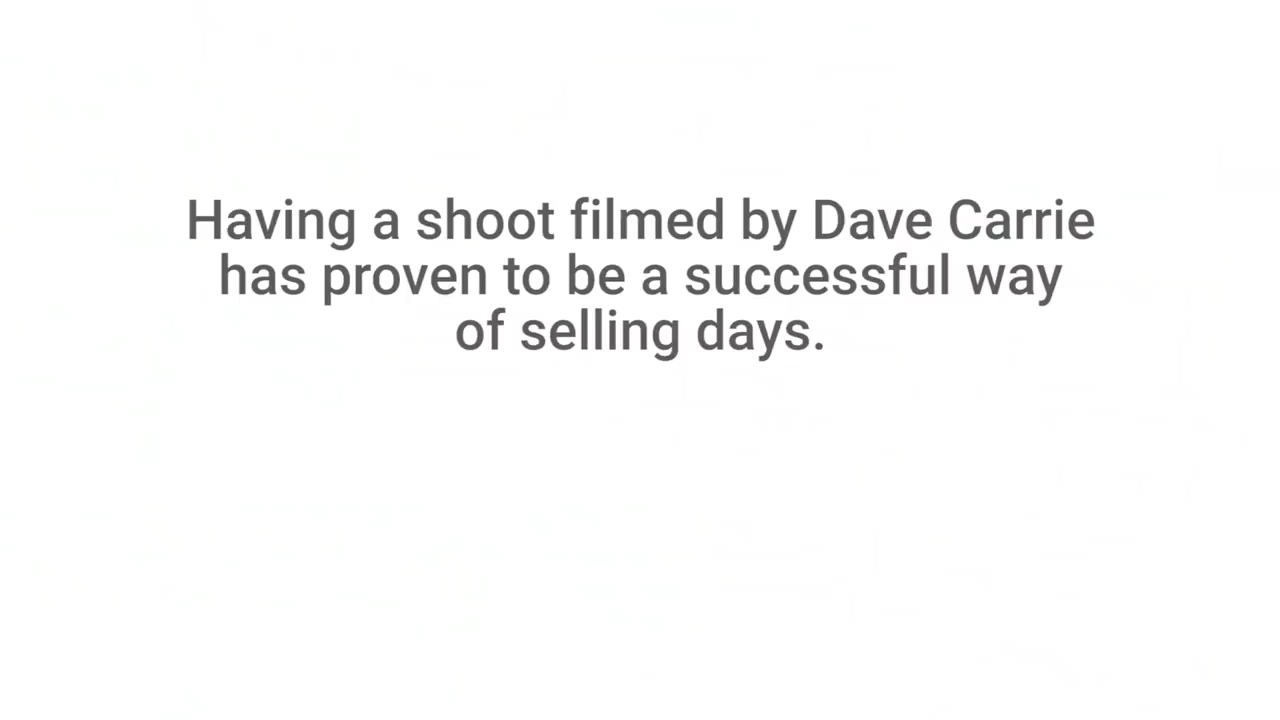 Having a shoot filmed by Dave Carrie
has proven to be a successful way
of selling days.